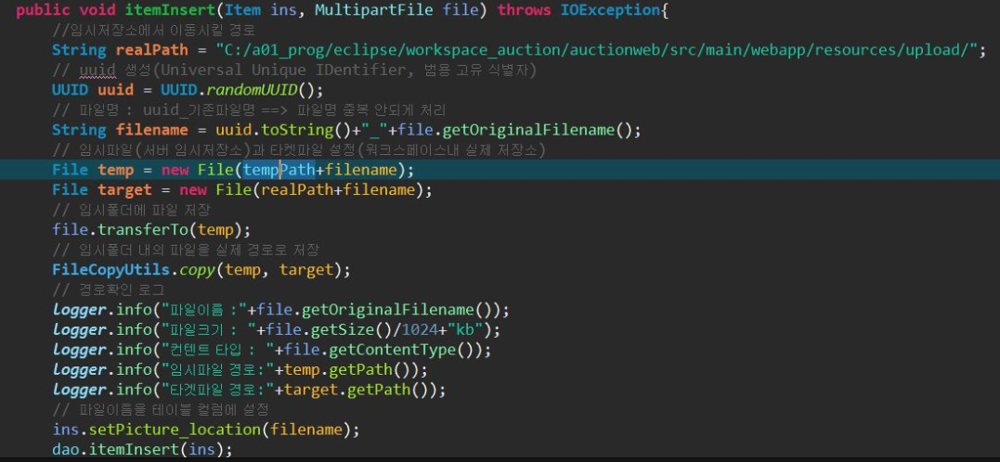 public void itemInsert(Item ins, MultipartFile file) throws IOException{
//임시저장소에서 이동시킬 경로
String realPath = "C:/a01_prog/eclipse/workspace_auction/auctionweb/src/main/webapp/resources/upload/";
// uuid 생성(Universal Unique IDentifier, 범용 고유 식별자)
UUID uuid = UUID.randomUUID();
// 파일명 : uuid_기존파일명 ==> 파일명 중복 안되게 처리
String filename = uuid.toString()+"_"+file.getOriginalFilename();
// 임시파일(서버 임시저장소)과 타켓파일 설정(워크스페이스내 실제 저장소)
File temp = new File(tempPath+filename);
File target = new File(realPath+filename);
// 임시폴더에 파일 저장
file.transferTo(temp);
// 임시폴더 내의 파일을 실제 경로로 저장
FileCopyUtils.copy(temp, target);
// 경로확인 로그
logger.info("파일이름 :"+file.getOriginalFilename());
logger.info("파일크기 : "+file.getSize()/1024+"kb");
logger.info("컨텐트 타입 : "+file.getContentType());
logger.info("임시파일 경로:"+temp.getPath());
logger.info("타겟파일 경로:"+target.getPath());
// 파일이름을 테이블 컬럼에 설정
ins.setPicture_location(filename);
dao.itemInsert(ins);